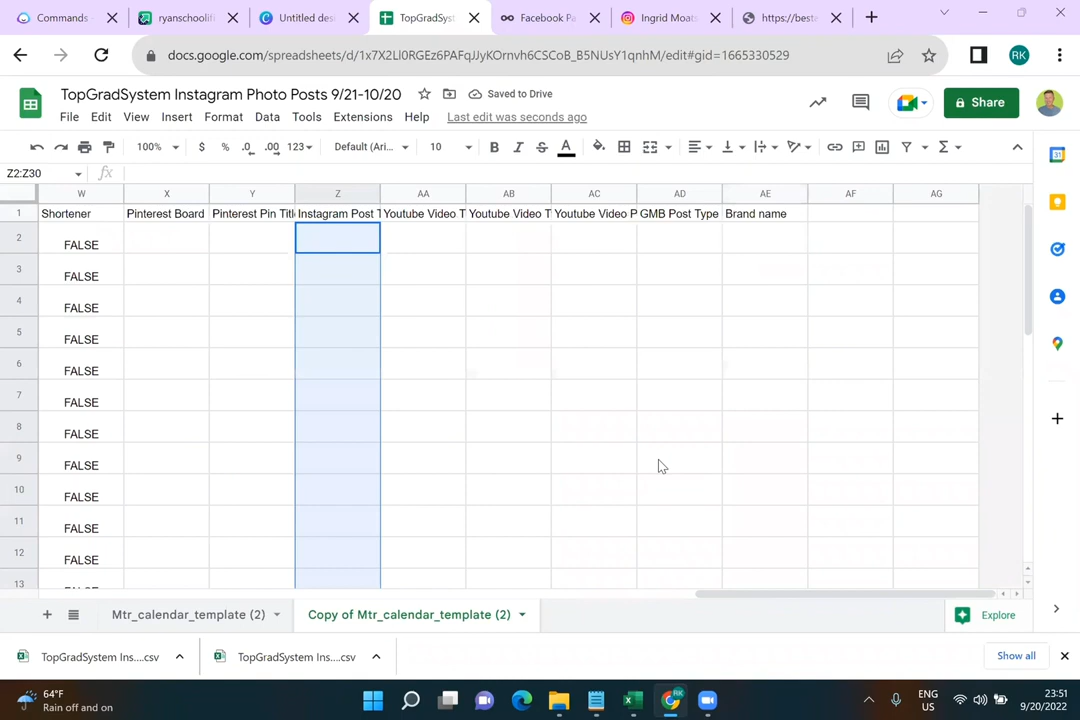 Commands -
ryanschoolifi
Untitled des
TopGradSyst
Facebook Pa
Ingrid Moats
https://besta
docs.google.com/spreadsheets/d/1x7X2Ll0RGEz6PAFqJJyKOrnvh6CSCoB_B5NUsY1qnhM/edit#gid=1665330529
RK
TopGradSystem Instagram Photo Posts 9/21-10/20
Saved to Drive
Share
File Edit View Insert Format Data Tools Extensions Help Last edit was seconds ago
100% $ % .0 .00 123 Default (Ari... 10 B I S A
Z2:Z30 fx
W X Y Z AA AB AC AD AE AF AG
1 Shortener Pinterest Board Pinterest Pin Titl Instagram Post T Youtube Video T Youtube Video T Youtube Video P GMB Post Type Brand name
2 FALSE
3 FALSE
4 FALSE
5 FALSE
6 FALSE
7 FALSE
8 FALSE
9 FALSE
10 FALSE
11 FALSE
12 FALSE
13
Mtr_calendar_template (2) Copy of Mtr_calendar_template (2) Explore
TopGradSystem Ins....csv TopGradSystem Ins....csv Show all
64°F
Rain off and on
ENG
US
23:51
9/20/2022